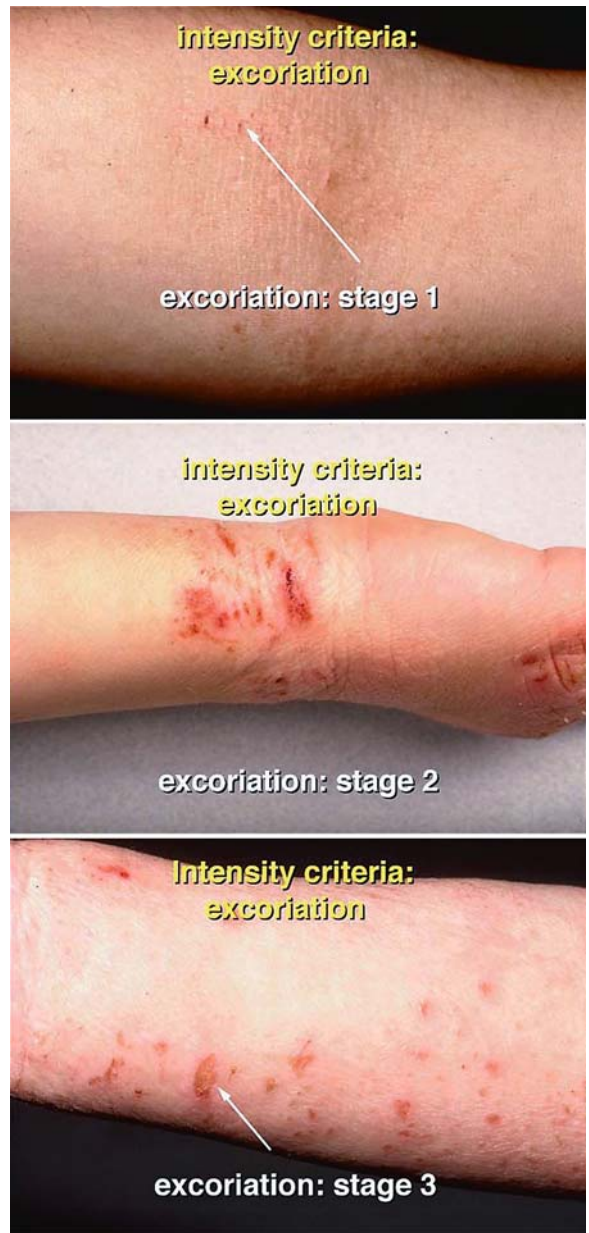 intensity criteria:
excoriation
excoriation: stage 1
intensity criteria:
excoriation
excoriation: stage 2
Intensity criteria:
excoriation
excoriation: stage 3